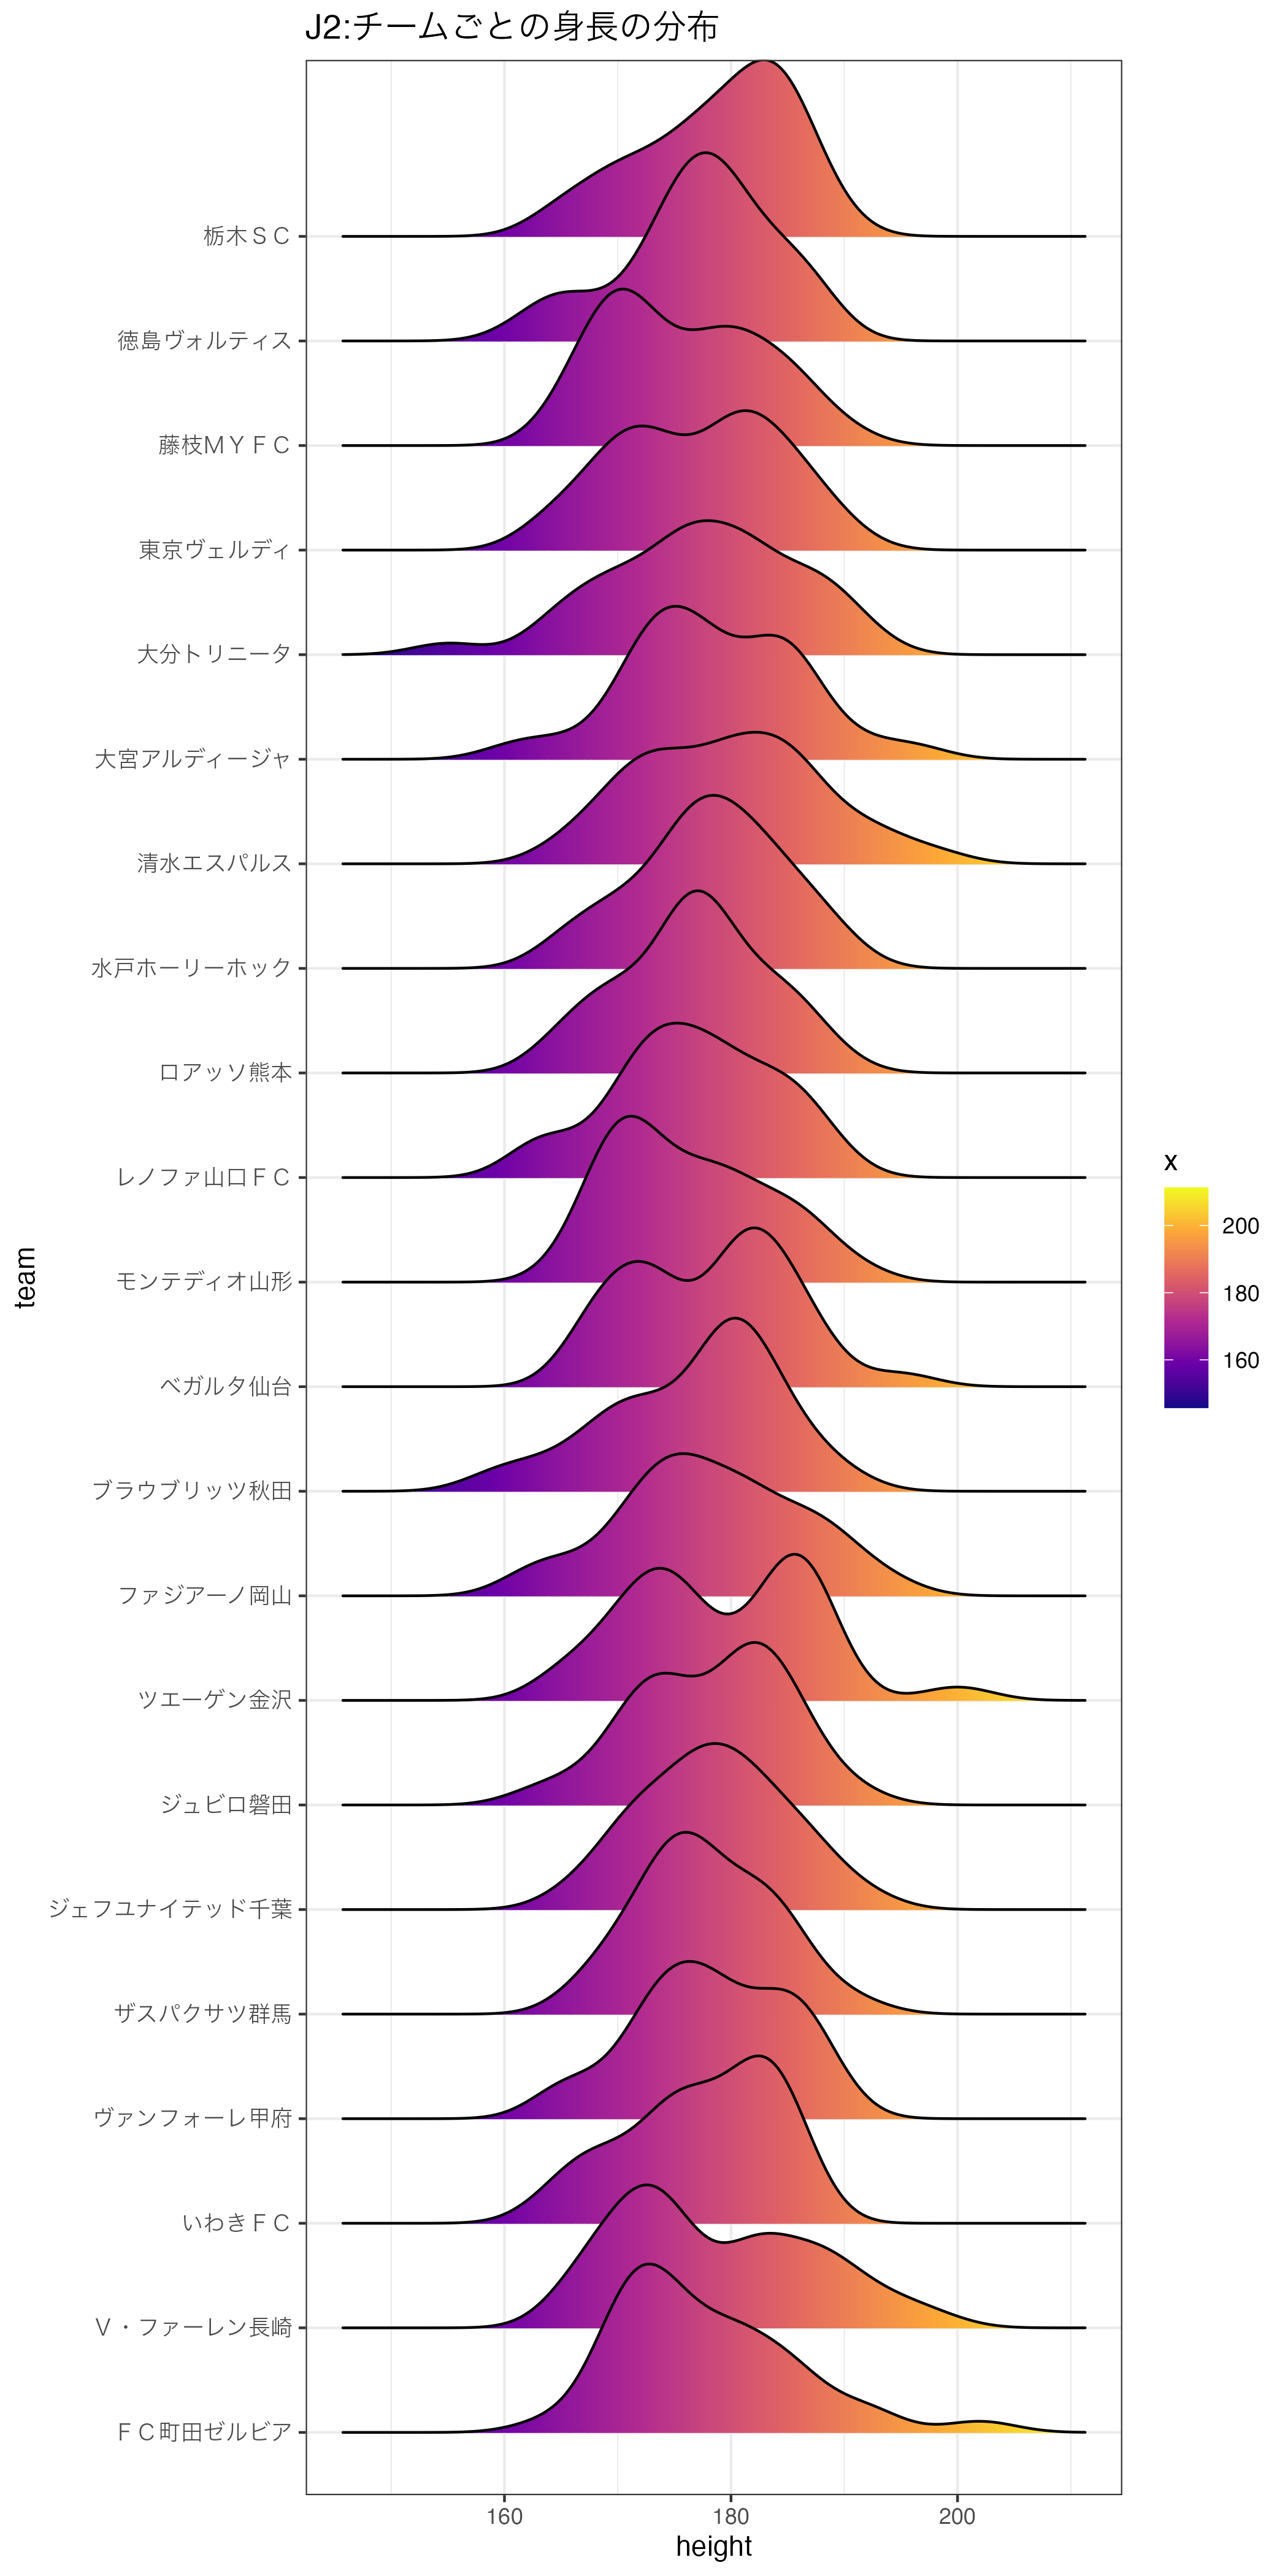 J2:チームごとの身長の分布
栃木ＳＣ
徳島ヴォルティス
藤枝ＭＹＦＣ
東京ヴェルディ
大分トリニータ
大宮アルディージャ
清水エスパルス
水戸ホーリーホック
ロアッソ熊本
レノファ山口ＦＣ
モンテディオ山形
ベガルタ仙台
ブラウブリッツ秋田
ファジアーノ岡山
ツエーゲン金沢
ジュビロ磐田
ジェフユナイテッド千葉
ザスパクサツ群馬
ヴァンフォーレ甲府
いわきＦＣ
Ｖ・ファーレン長崎
ＦＣ町田ゼルビア
team
160 180 200
height
x
200
180
160